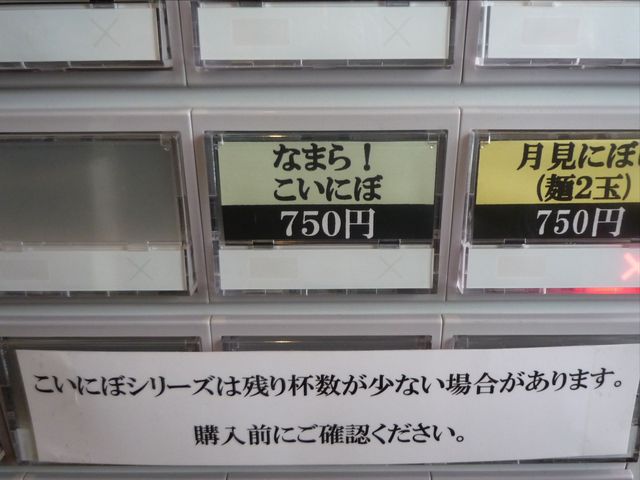 なまら!
こいにぼ
750円
月見にぼ
(麺2玉)
750円
こいにぼシリーズは残り杯数が少ない場合があります。
購入前にご確認ください。